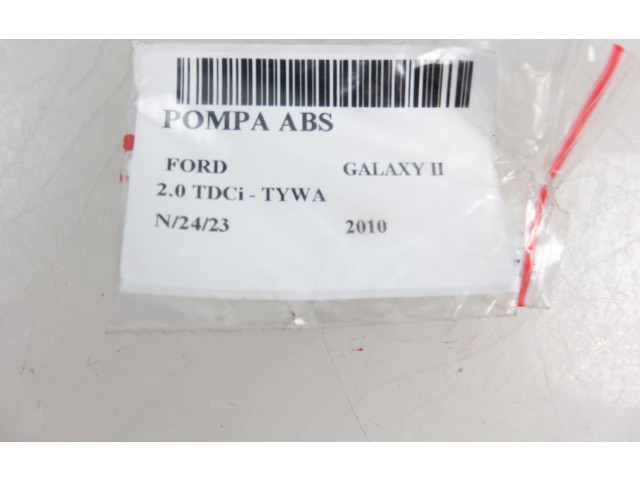 POMPA ABS
FORD GALAXY II
2.0 TDCi - TYWA
N/24/23 2010